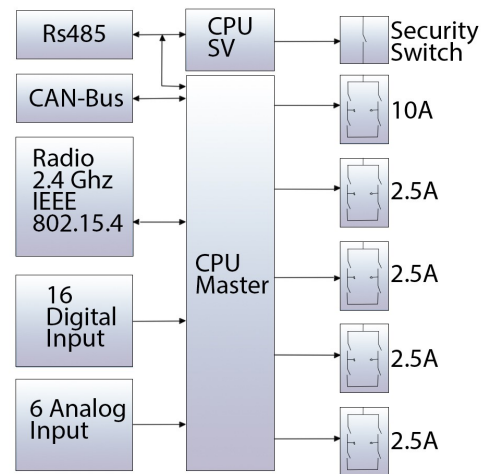 Rs485
CPU
SV
Security
Switch
CAN-Bus
10A
Radio
2.4 Ghz
IEEE
802.15.4
2.5A
CPU
Master
2.5A
16
Digital
Input
2.5A
6 Analog
Input
2.5A